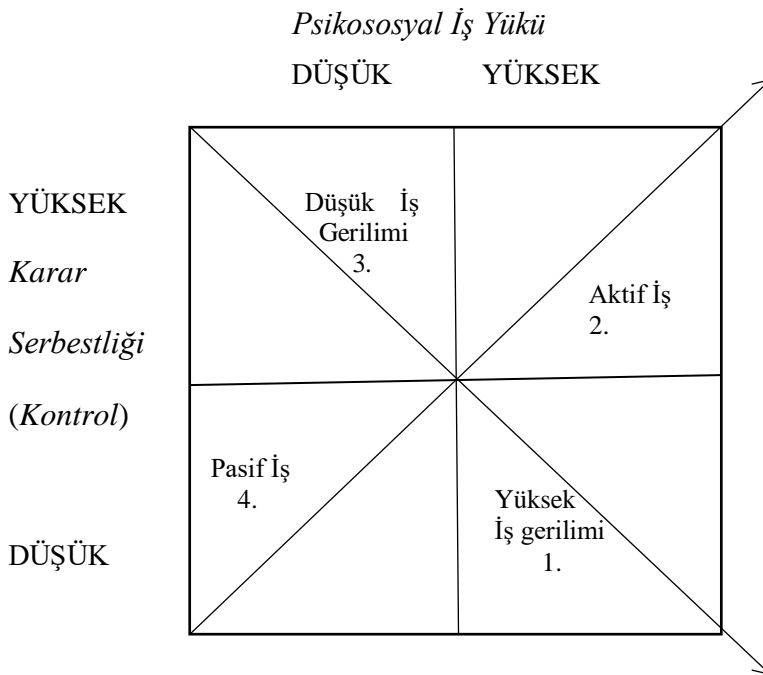 Psikososyal İş Yükü
DÜŞÜK YÜKSEK
YÜKSEK
Karar
Serbestliği
(Kontrol)
DÜŞÜK
Düşük İş
Gerilimi
3.
Aktif İş
2.
Pasif İş
4.
Yüksek
İş gerilimi
1.